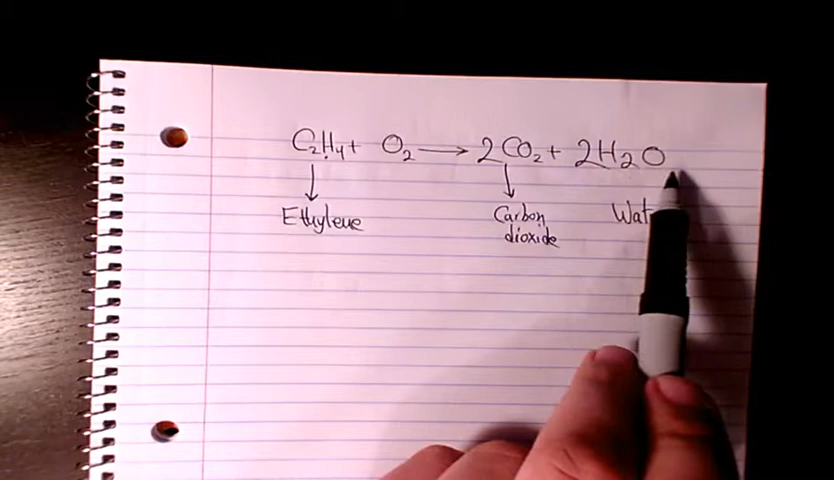 C₂H₄ + O₂ → 2CO₂ + 2H₂O
Ethylene
Carbon
dioxide